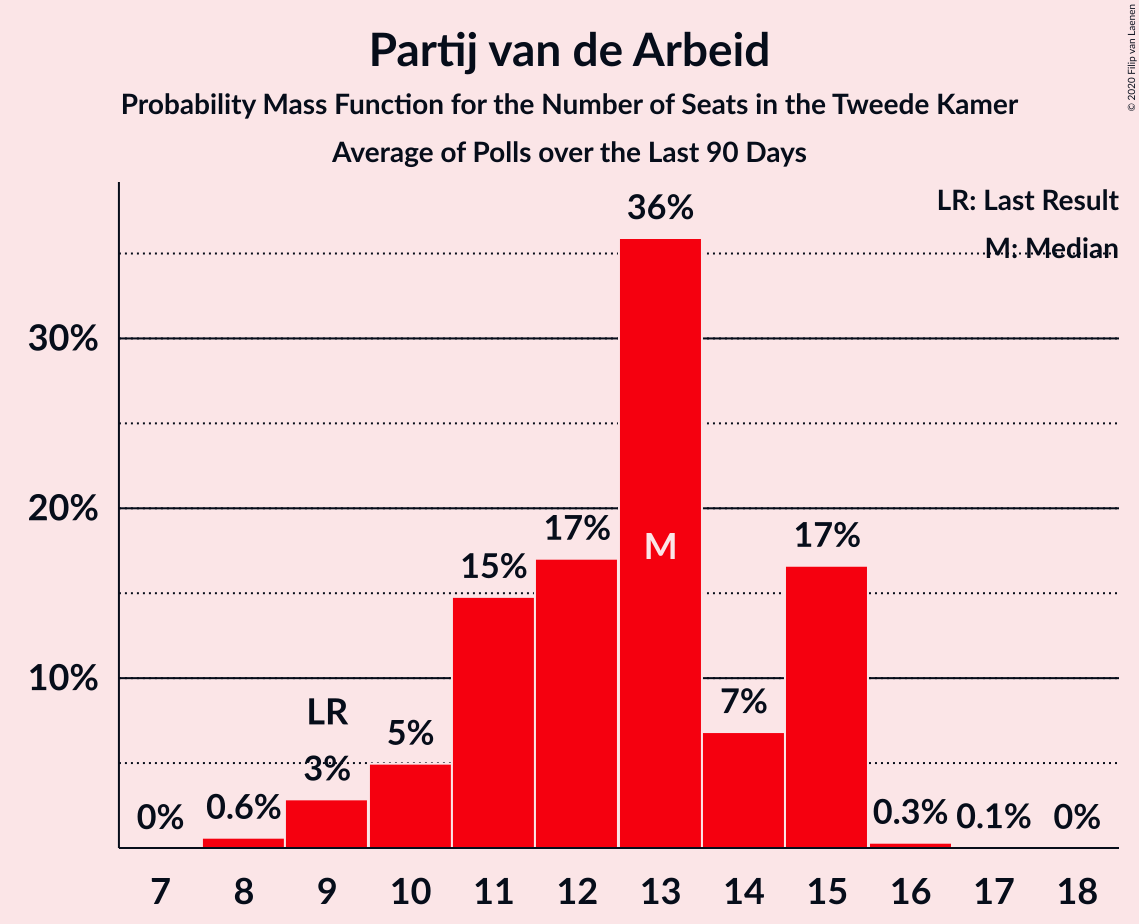 Partij van de Arbeid
Probability Mass Function for the Number of Seats in the Tweede Kamer
Average of Polls over the Last 90 Days
© 2020 Filip van Laenen
LR: Last Result
M: Median
36%
30%
20%
17%
M
17%
15%
10%
LR
7%
5%
3%
0%
0.6%
0.3%
0.1%
0%
7 8 9 10 11 12 13 14 15 16 17 18